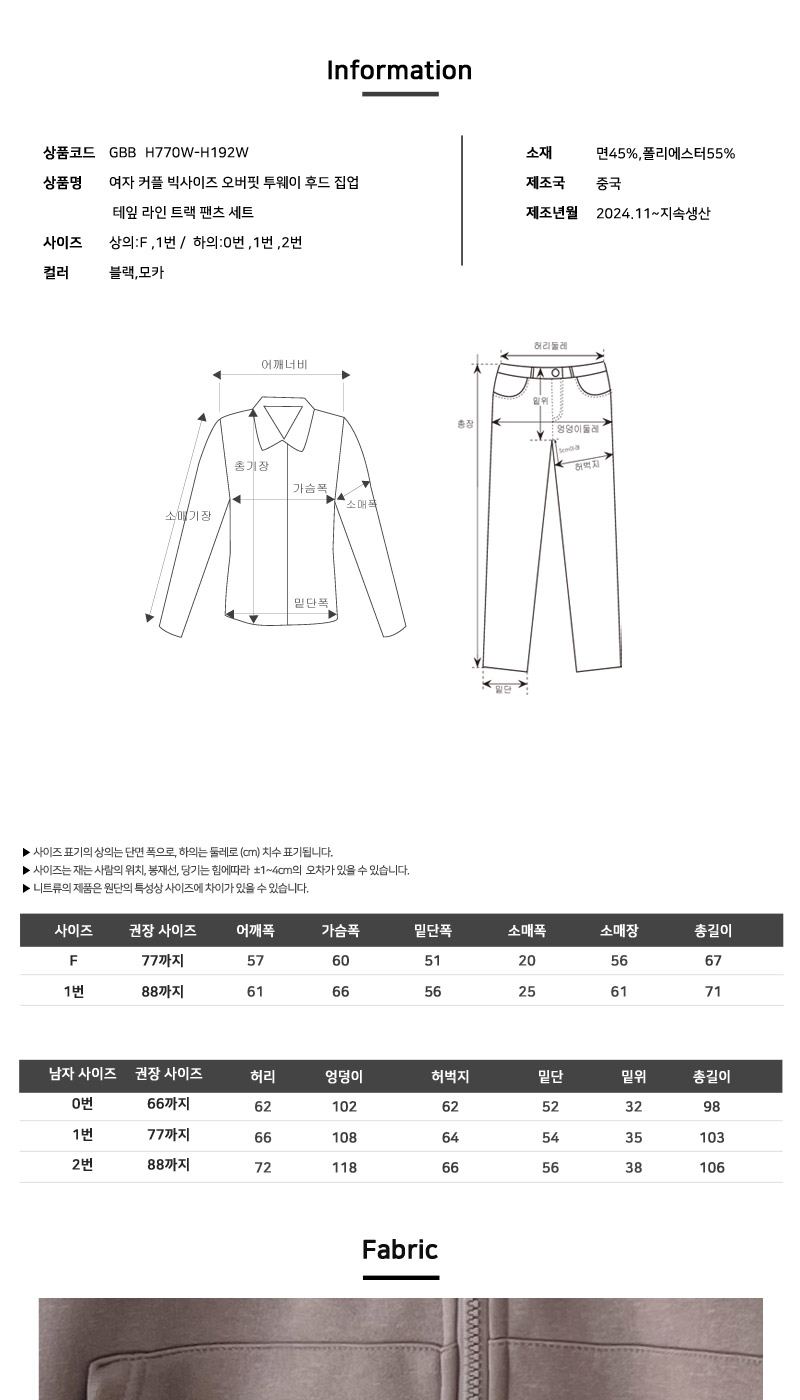 Information
상품코드 GBB H770W-H192W
상품명 여자 커플 빅사이즈 오버핏 투웨이 후드 집업
테잎 라인 트랙 팬츠 세트
사이즈 상의:F ,1번 / 하의:0번 ,1번 ,2번
컬러 블랙,모카
소재 면45%,폴리에스터55%
제조국 중국
제조년월 2024.11~지속생산
어깨너비
총기장
가슴폭
소매폭
소매기장
밑단폭
허리둘레
밑위
총장
엉덩이둘레
허벅지
밑단
▶ 사이즈 표기의 상의는 단면 폭으로, 하의는 둘레로 (cm) 치수 표기됩니다.
▶ 사이즈는 재는 사람의 위치, 봉재선, 당기는 힘에따라 ±1~4cm의 오차가 있을 수 있습니다.
▶ 니트류의 제품은 원단의 특성상 사이즈에 차이가 있을 수 있습니다.
사이즈 권장 사이즈 어깨폭 가슴폭 밑단폭 소매폭 소매장 총길이
F 77까지 57 60 51 20 56 67
1번 88까지 61 66 56 25 61 71
남자 사이즈 권장 사이즈 허리 엉덩이 허벅지 밑단 밑위 총길이
0번 66까지 62 102 62 52 32 98
1번 77까지 66 108 64 54 35 103
2번 88까지 72 118 66 56 38 106
Fabric